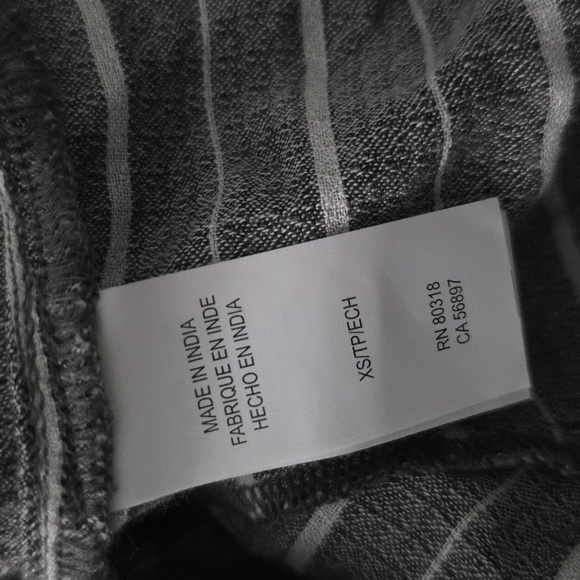 MADE IN INDIA
FABRIQUE EN INDE
HECHO EN INDIA
XS/TP/ECH
RN 80318
CA 56897